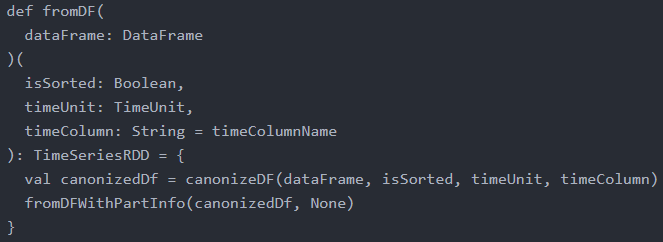 def fromDF(
  dataFrame: DataFrame
)(
  isSorted: Boolean,
  timeUnit: TimeUnit,
  timeColumn: String = timeColumnName
): TimeSeriesRDD = {
  val canonizedDf = canonizeDF(dataFrame, isSorted, timeUnit, timeColumn)
  fromDFWithPartInfo(canonizedDf, None)
}